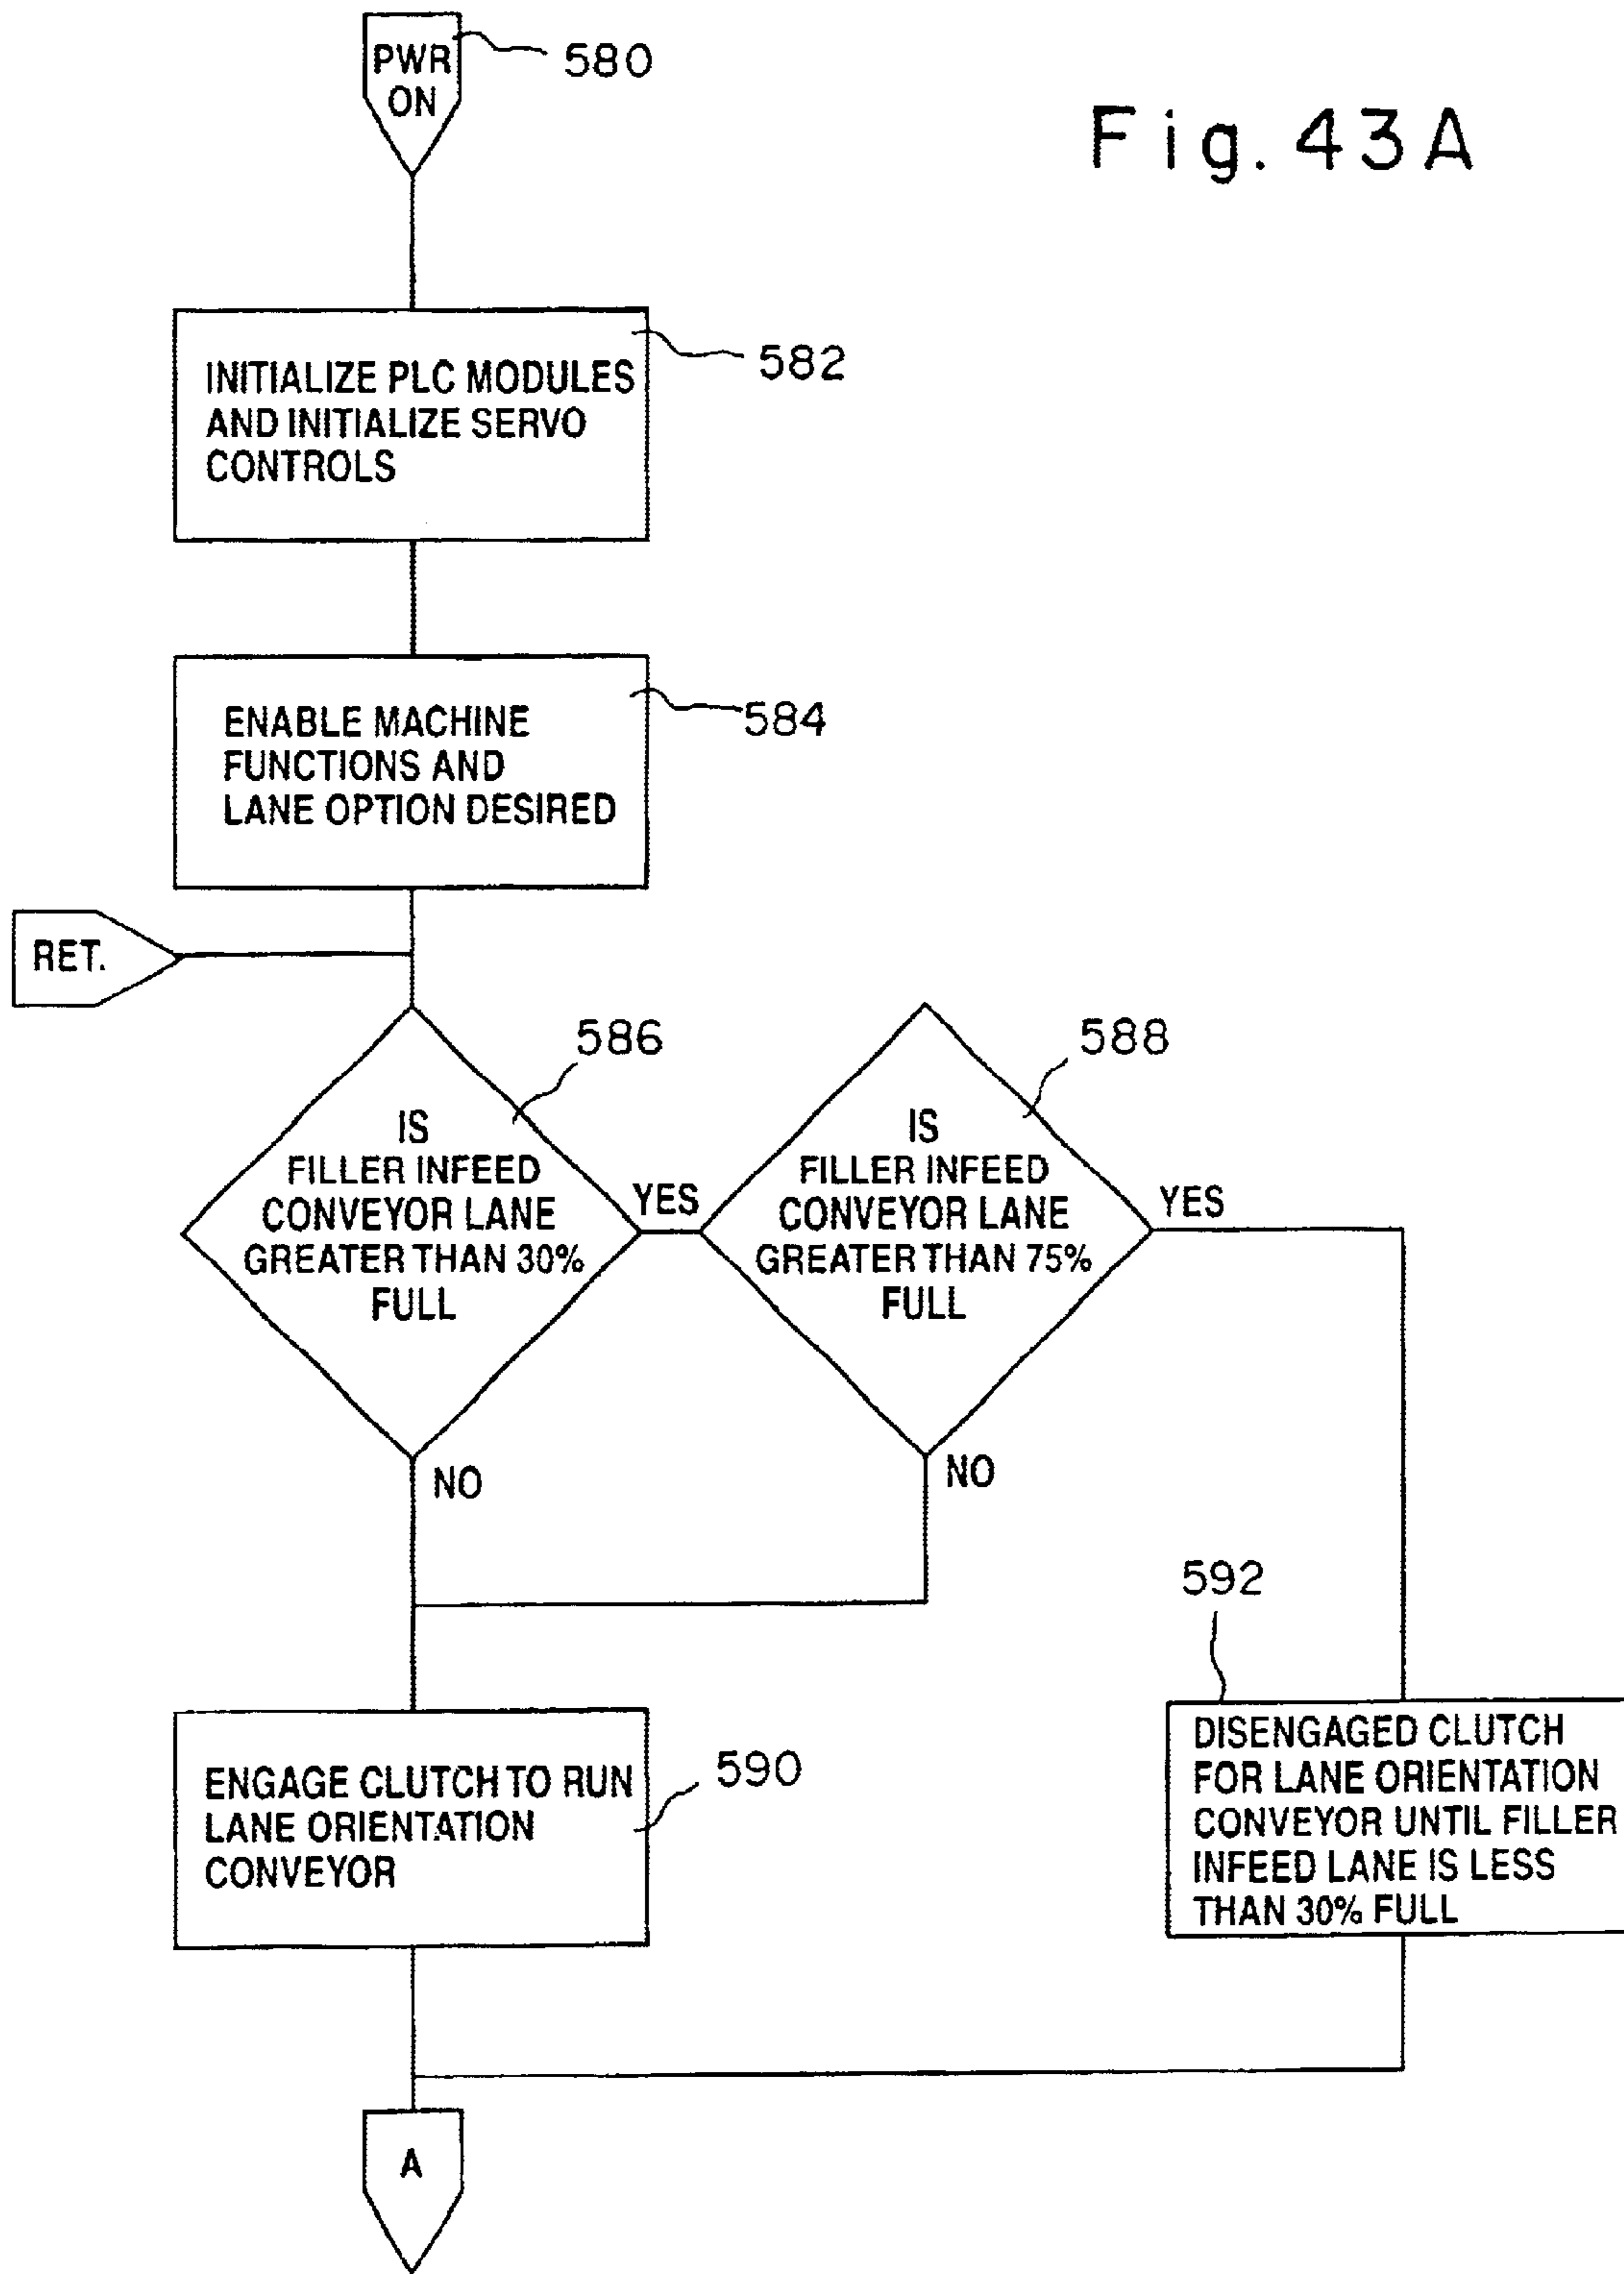 PWR
ON
580
Fig. 43A
INITIALIZE PLC MODULES
AND INITIALIZE SERVO
CONTROLS
582
ENABLE MACHINE
FUNCTIONS AND
LANE OPTION DESIRED
584
RET.
586
IS
FILLER INFEED
CONVEYOR LANE
GREATER THAN 30%
FULL
YES
NO
588
IS
FILLER INFEED
CONVEYOR LANE
GREATER THAN 75%
FULL
YES
NO
ENGAGE CLUTCH TO RUN
LANE ORIENTATION
CONVEYOR
590
592
DISENGAGED CLUTCH
FOR LANE ORIENTATION
CONVEYOR UNTIL FILLER
INFEED LANE IS LESS
THAN 30% FULL
A